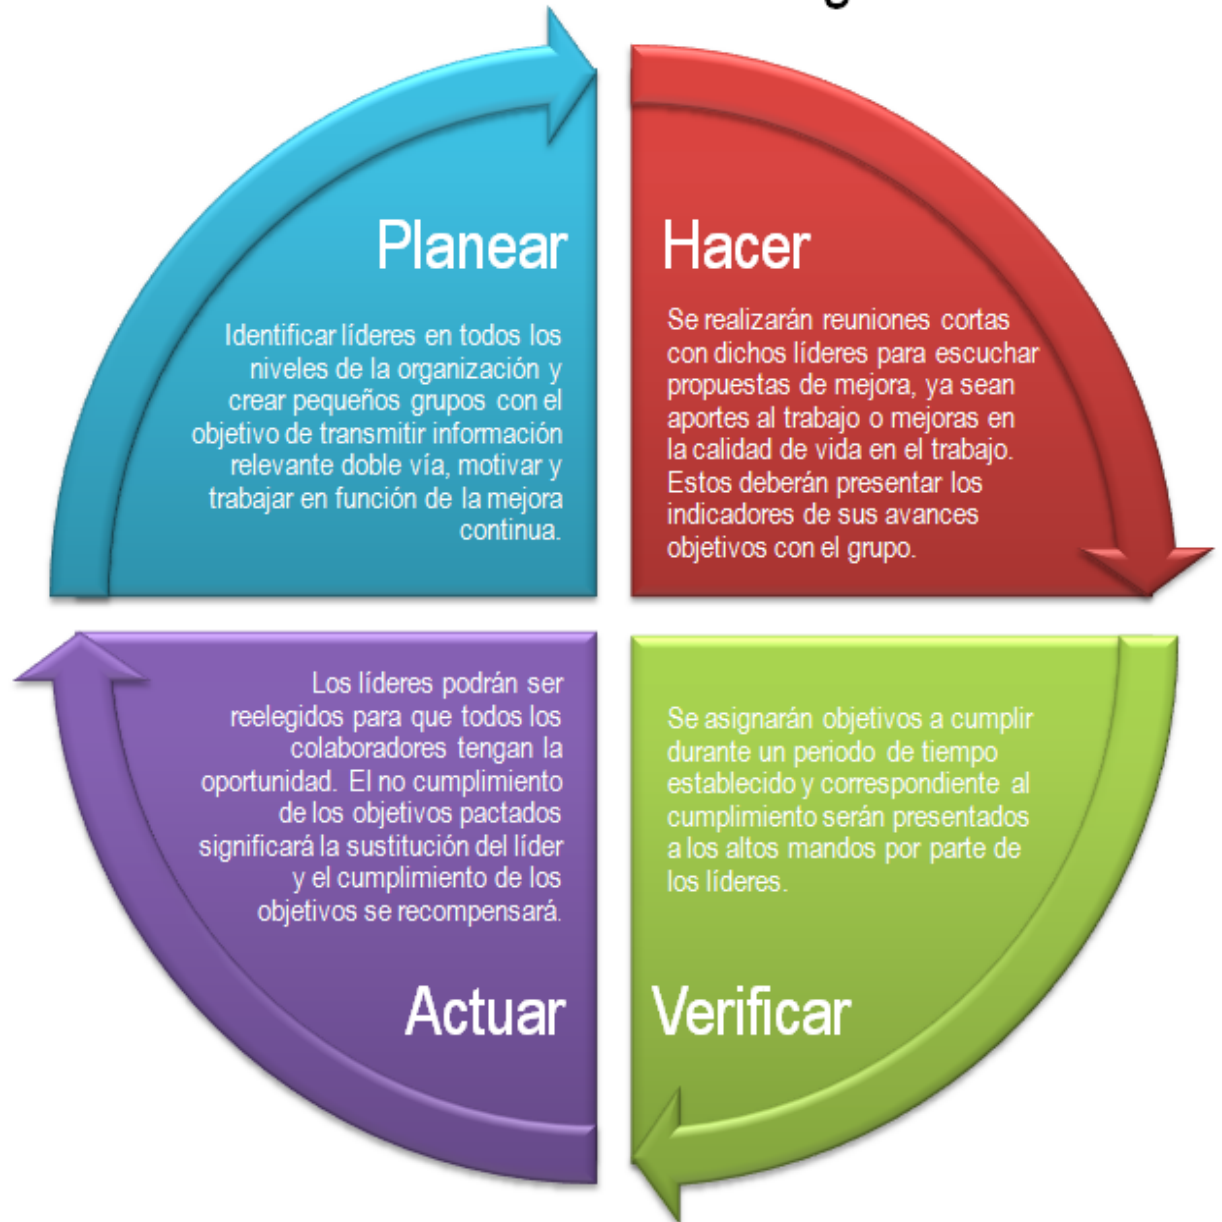 Planear
Identificar líderes en todos los
niveles de la organización y
crear pequeños grupos con el
objetivo de transmitir información
relevante doble vía, motivar y
trabajar en función de la mejora
continua.
Hacer
Se realizarán reuniones cortas
con dichos líderes para escuchar
propuestas de mejora, ya sean
aportes al trabajo o mejoras en
la calidad de vida en el trabajo.
Estos deberán presentar los
indicadores de sus avances
objetivos con el grupo.
Los líderes podrán ser
reelegidos para que todos los
colaboradores tengan la
oportunidad. El no cumplimiento
de los objetivos pactados
significará la sustitución del líder
y el cumplimiento de los
objetivos se recompensará.
Actuar
Se asignarán objetivos a cumplir
durante un periodo de tiempo
establecido y correspondiente al
cumplimiento serán presentados
a los altos mandos por parte de
los líderes.
Verificar